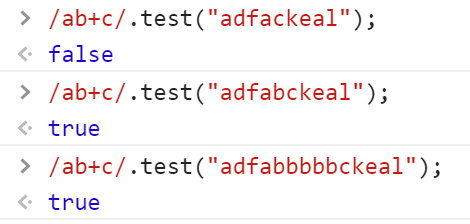 > /ab+c/.test("adfackeal");
<· false
> /ab+c/.test("adfabckeal");
<· true
> /ab+c/.test("adfabbbbbckeal");
<· true